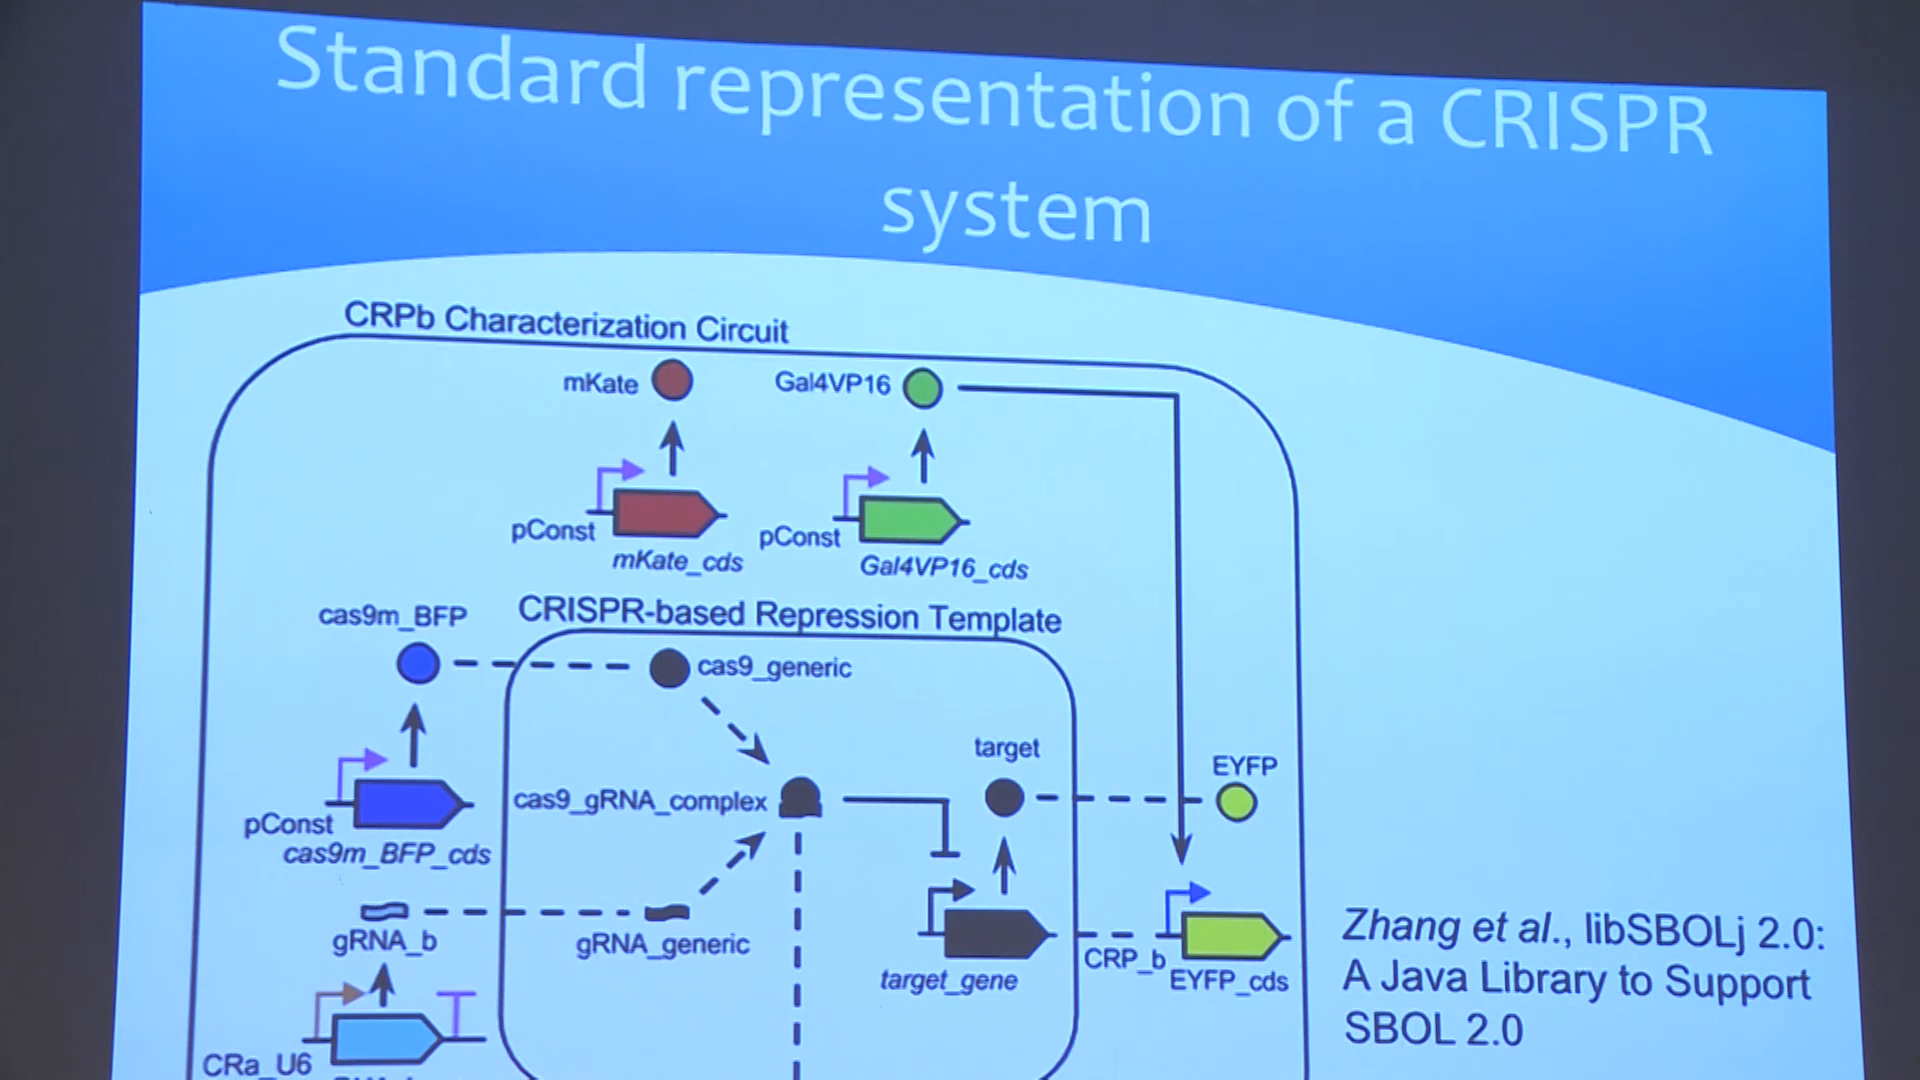 Standard representation of a CRISPR
system
CRPb Characterization Circuit
mKate
Gal4VP16
pConst
mKate_cds
pConst
Gal4VP16_cds
cas9m_BFP
CRISPR-based Repression Template
cas9_generic
target
EYFP
cas9_gRNA_complex
pConst
cas9m_BFP_cds
gRNA_b
gRNA_generic
target_gene
CRP_b
EYFP_cds
Zhang et al., libSBOLj 2.0:
A Java Library to Support
SBOL 2.0
CRa_U6